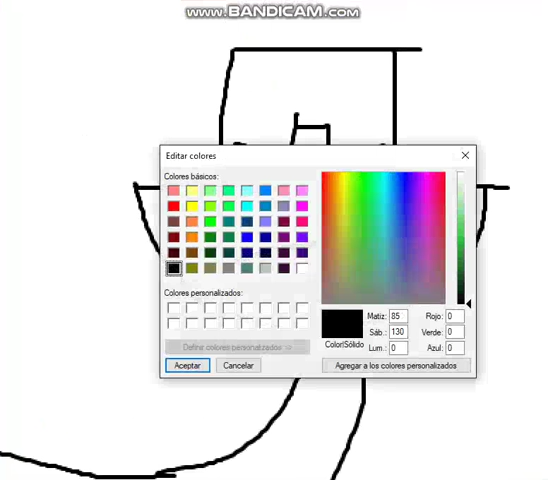 www.BANDICAM.com
Editar colores
Colores básicos:
Colores personalizados:
Definir colores personalizados >>
Aceptar
Cancelar
Color|Sólido
Matiz: 85
Sáb.: 130
Lum.: 0
Rojo: 0
Verde: 0
Azul: 0
Agregar a los colores personalizados